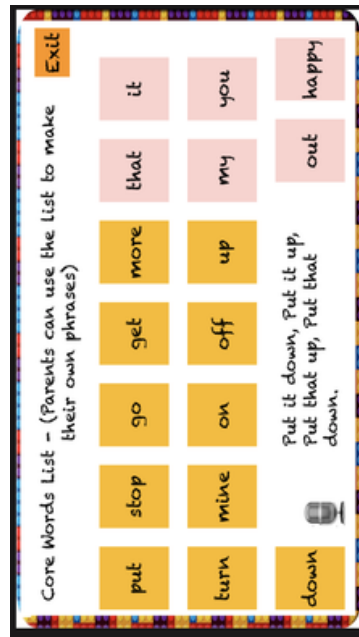 Core Words List - (Parents can use the List to make
their own phrases)
Exit
put stop go get more that it
turn mine on off up my you
down
Put it down, Put it up,
Put that up, Put that
down.
out happy